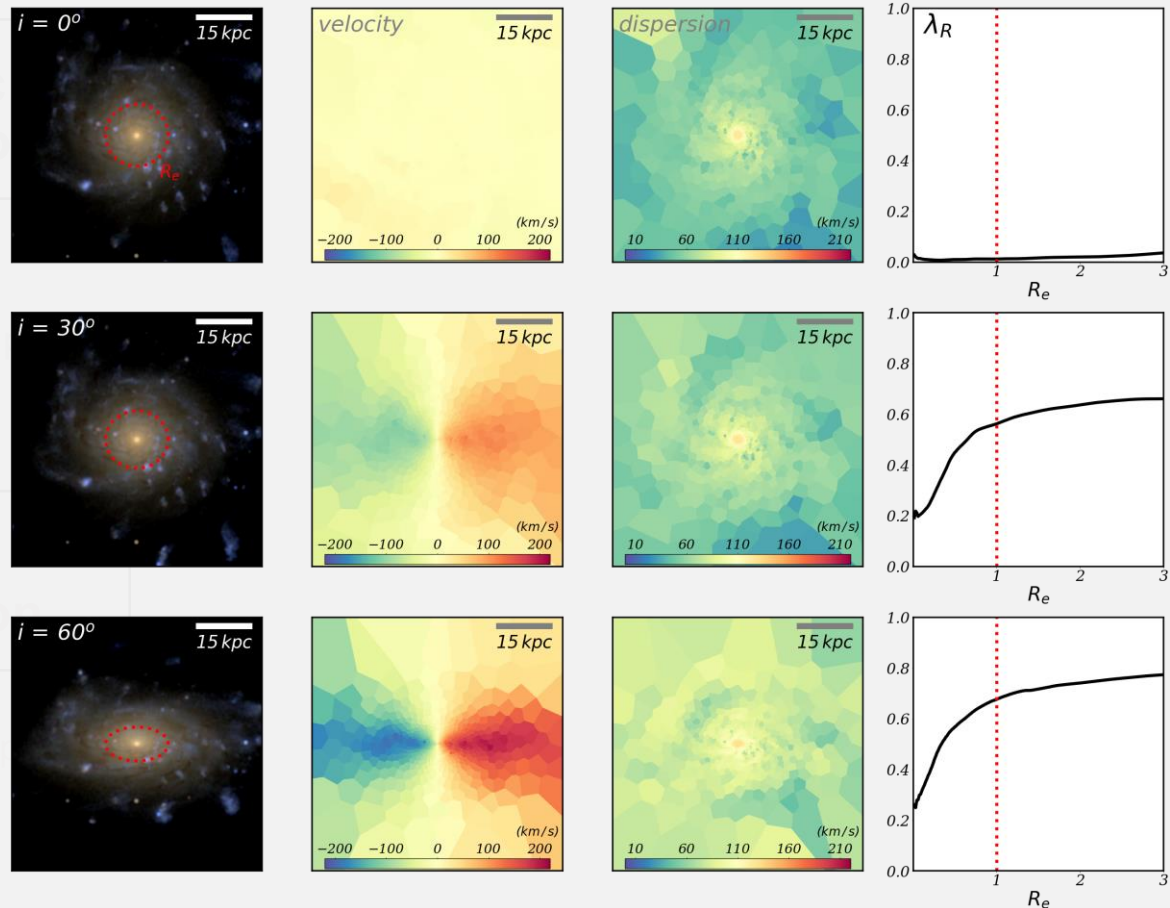 i = 0°
15 kpc
R_e
velocity
15 kpc
(km/s)
−200 −100 0 100 200
dispersion
15 kpc
10 60 110 160 210
λ_R
1.0
0.8
0.6
0.4
0.2
0.0
1 2 3
R_e
i = 30°
15 kpc
15 kpc
(km/s)
−200 −100 0 100 200
15 kpc
(km/s)
10 60 110 160 210
1.0
0.8
0.6
0.4
0.2
0.0
1 2 3
R_e
i = 60°
15 kpc
15 kpc
(km/s)
−200 −100 0 100 200
15 kpc
(km/s)
10 60 110 160 210
1.0
0.8
0.6
0.4
0.2
0.0
1 2 3
R_e